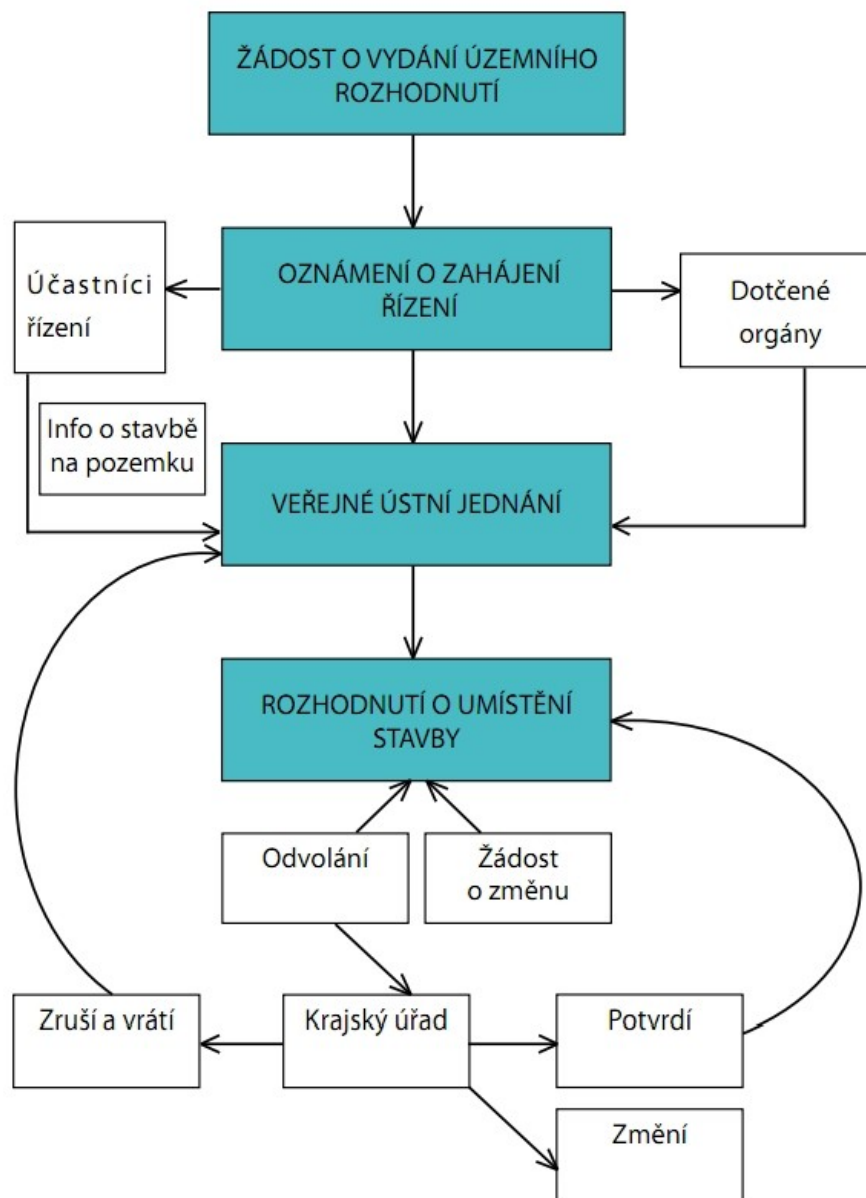 ŽÁDOST O VYDÁNÍ ÚZEMNÍHO
ROZHODNUTÍ
OZNÁMENÍ O ZAHÁJENÍ
ŘÍZENÍ
Účastníci
řízení
Dotčené
orgány
Info o stavbě
na pozemku
VEŘEJNÉ ÚSTNÍ JEDNÁNÍ
ROZHODNUTÍ O UMÍSTĚNÍ
STAVBY
Odvolání
Žádost
o změnu
Zruší a vrátí
Krajský úřad
Potvrdí
Změní